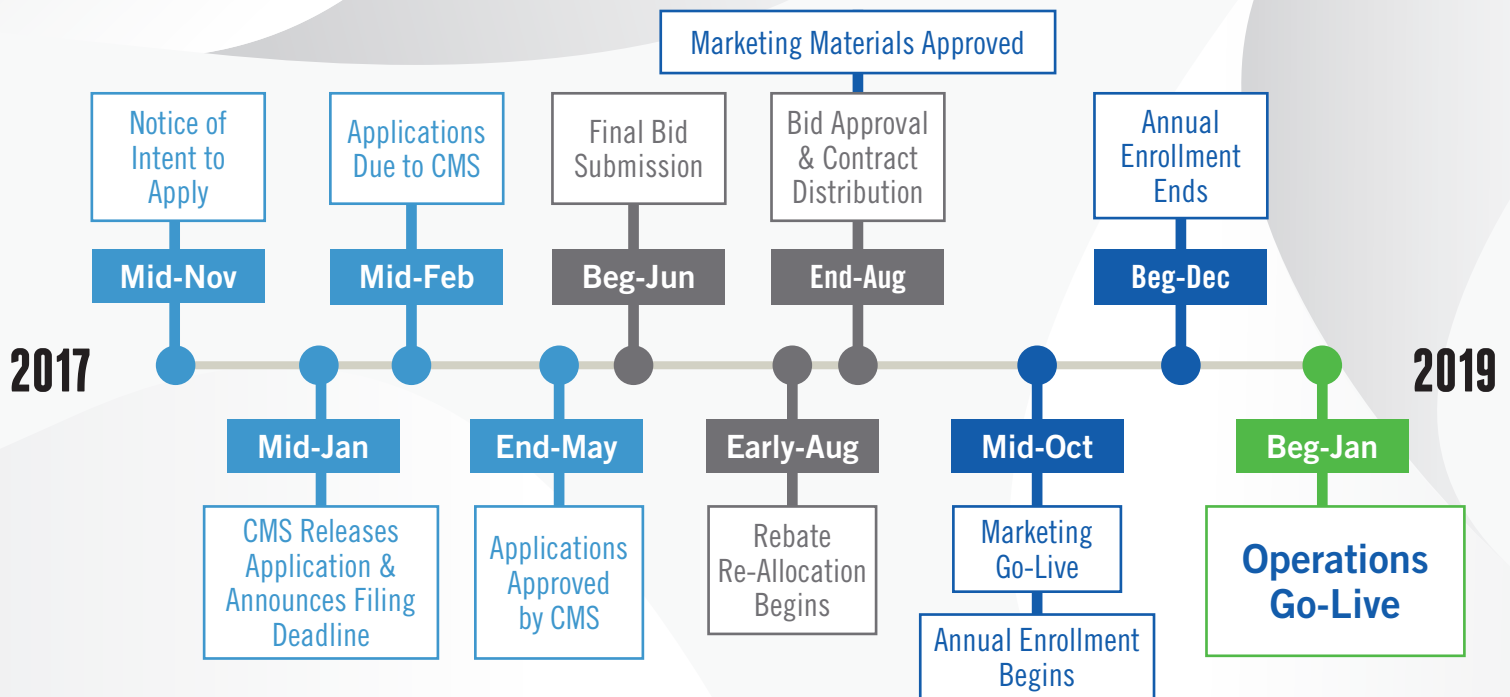 Marketing Materials Approved
Notice of
Intent to
Apply
Applications
Due to CMS
Final Bid
Submission
Bid Approval
& Contract
Distribution
Annual
Enrollment
Ends
Mid-Nov
Mid-Feb
Beg-Jun
End-Aug
Beg-Dec
2017
2019
Mid-Jan
End-May
Early-Aug
Mid-Oct
Beg-Jan
CMS Releases
Application &
Announces Filing
Deadline
Applications
Approved
by CMS
Rebate
Re-Allocation
Begins
Marketing
Go-Live
Annual Enrollment
Begins
Operations
Go-Live